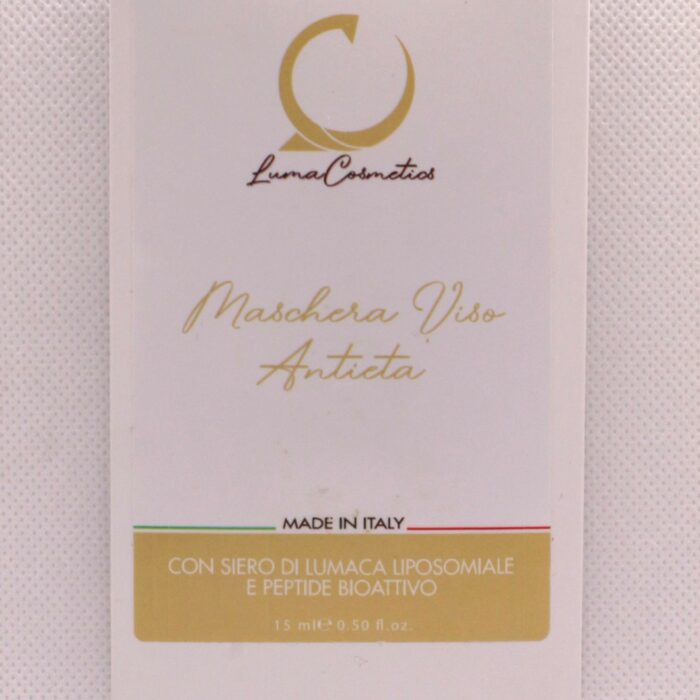 LumaCosmetics
Maschera Viso
Antieta
MADE IN ITALY
CON SIERO DI LUMACA LIPOSOMIALE
E PEPTIDE BIOATTIVO
15 ml℮ 0.50 fl.oz.